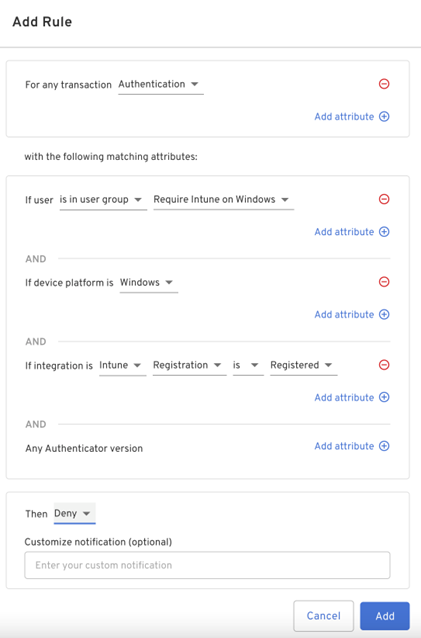 Add Rule
For any transaction Authentication
Add attribute
with the following matching attributes:
If user is in user group Require Intune on Windows
Add attribute
AND
If device platform is Windows
Add attribute
AND
If integration is Intune Registration is Registered
Add attribute
AND
Any Authenticator version Add attribute
Then Deny
Customize notification (optional)
Enter your custom notification
Cancel Add